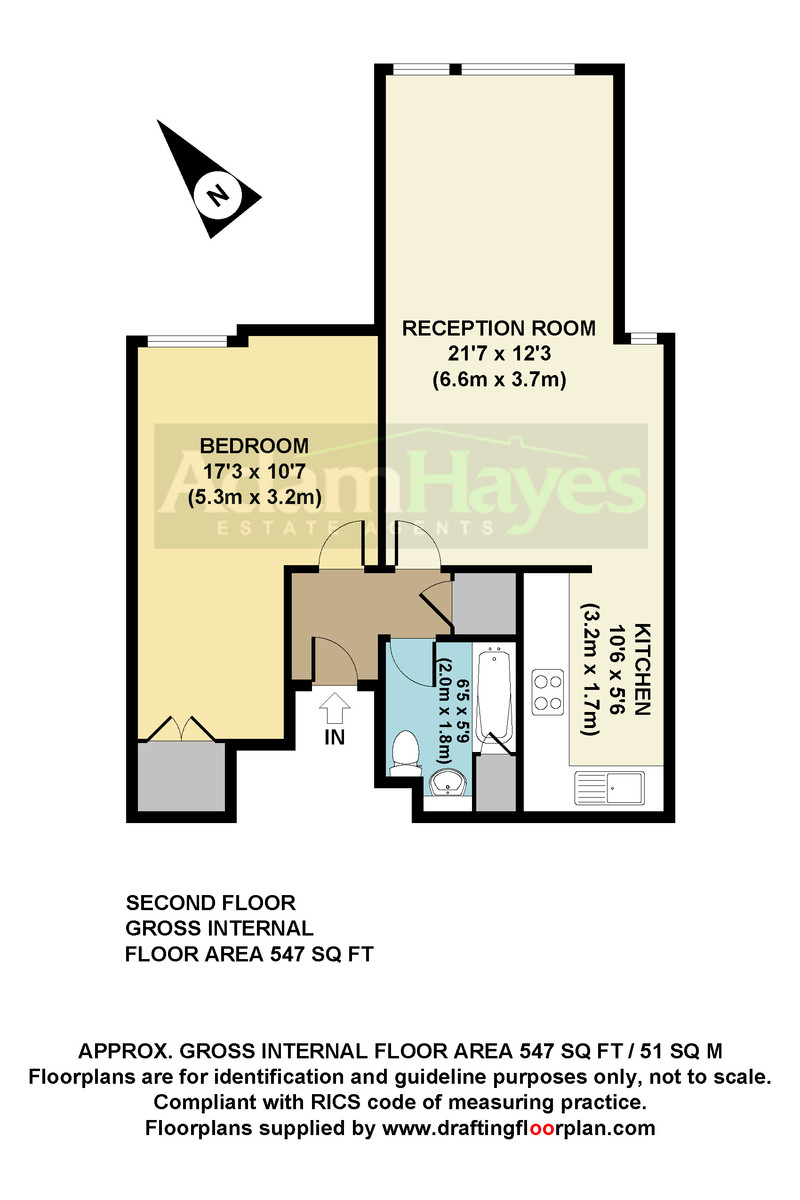 N
RECEPTION ROOM
21'7 x 12'3
(6.6m x 3.7m)
BEDROOM
17'3 x 10'7
(5.3m x 3.2m)
AdamHayes
ESTATE AGENTS
KITCHEN
10'6 x 5'6
(3.2m x 1.7m)
6'5 x 5'9
(2.0m x 1.8m)
IN
SECOND FLOOR
GROSS INTERNAL
FLOOR AREA 547 SQ FT
APPROX. GROSS INTERNAL FLOOR AREA 547 SQ FT / 51 SQ M
Floorplans are for identification and guideline purposes only, not to scale.
Compliant with RICS code of measuring practice.
Floorplans supplied by www.draftingfloorplan.com